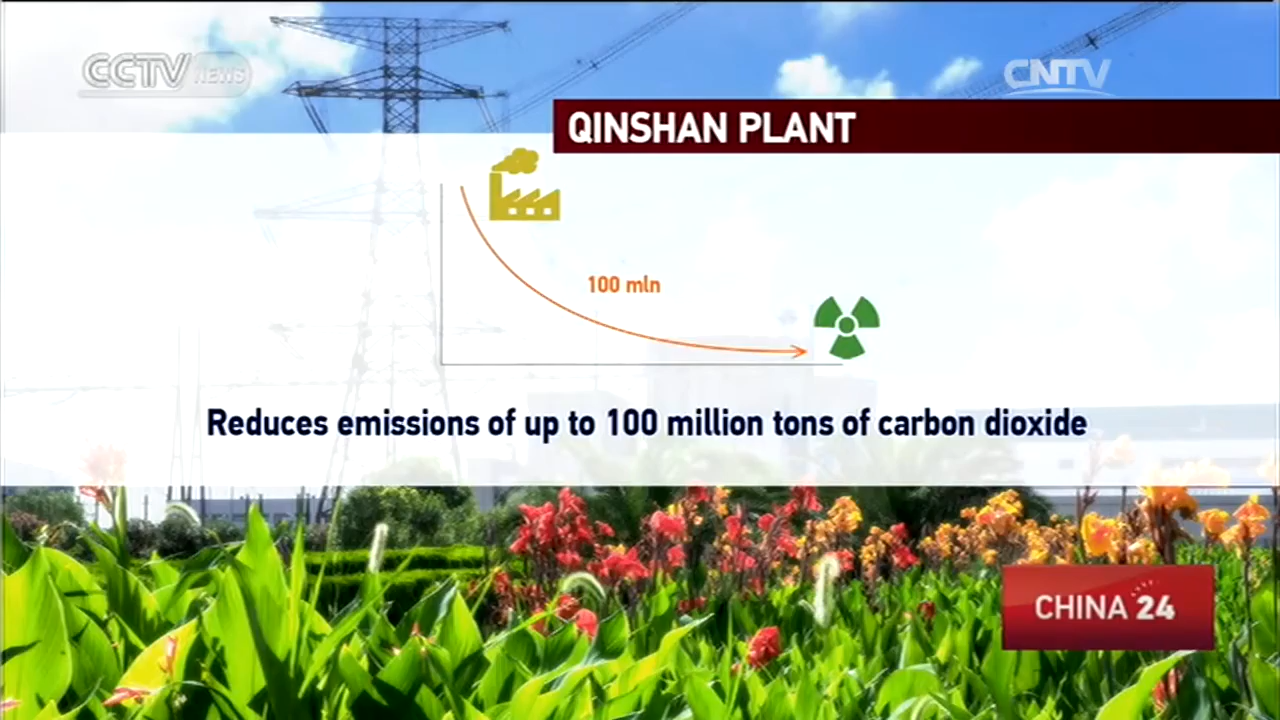 CCTV NEWS
CNTV
QINSHAN PLANT
100 mln
Reduces emissions of up to 100 million tons of carbon dioxide
CHINA 24